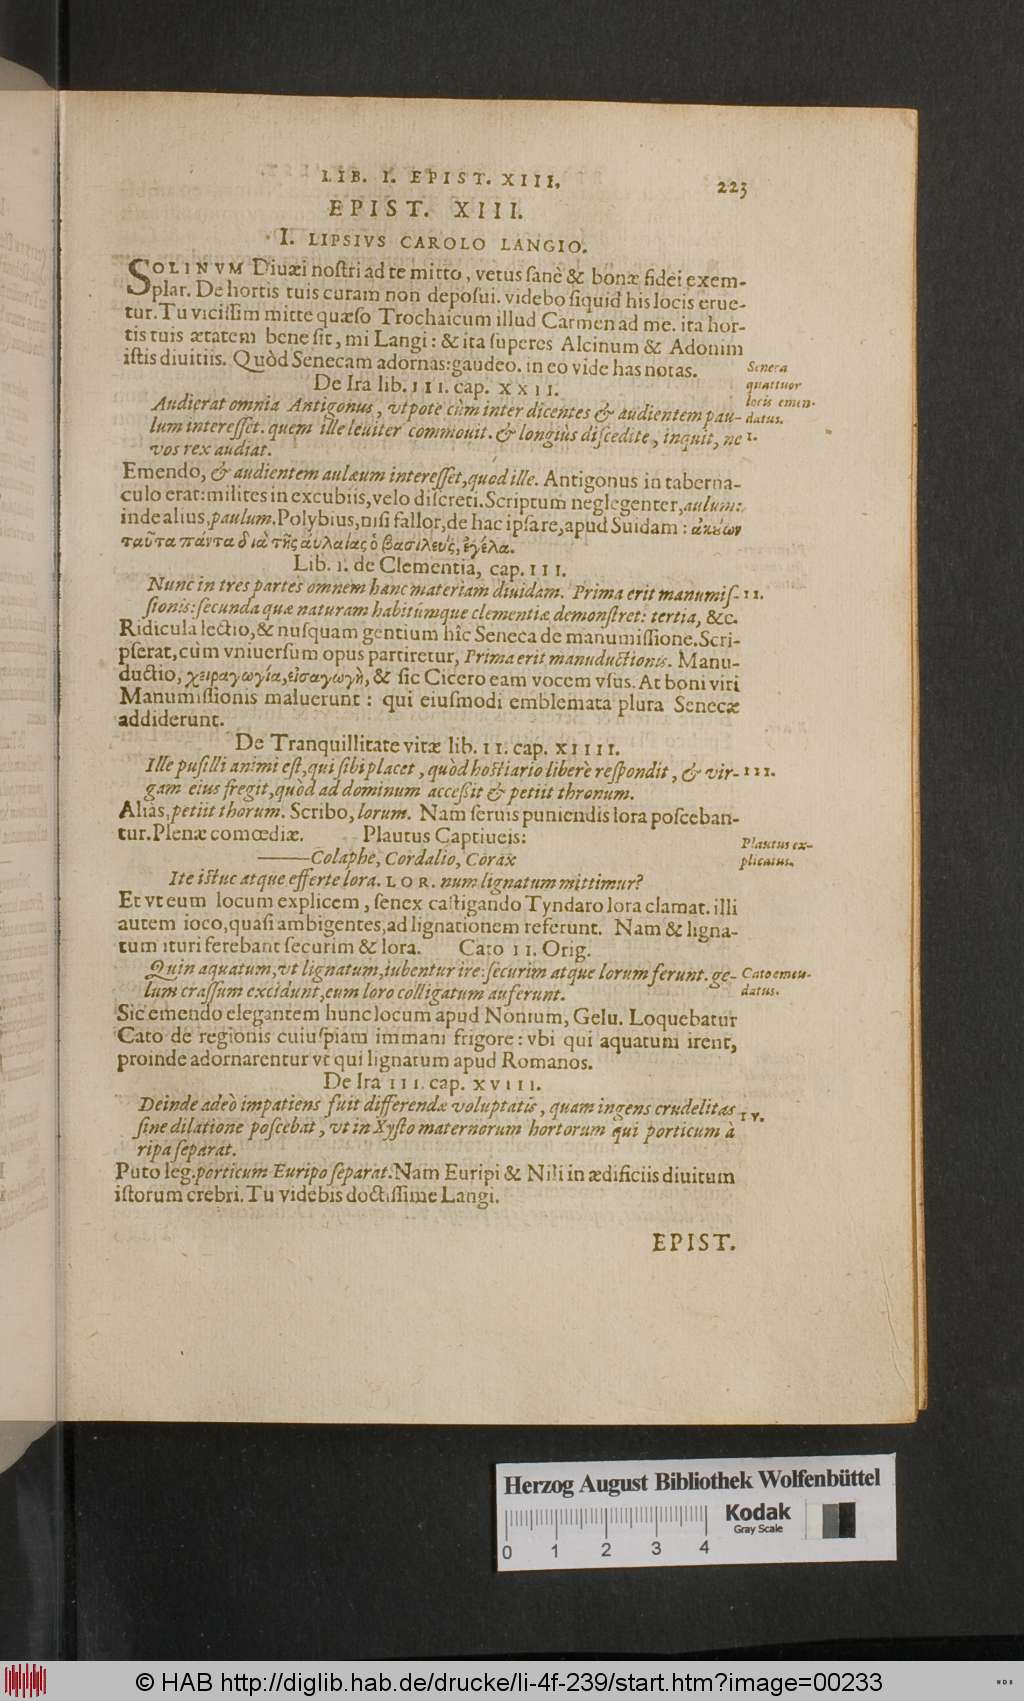 LIB. I. EPIST. XIII.
223
EPIST. XIII.
I. LIPSIVS CAROLO LANGIO.
SOLINVM Diuæi nostri ad te mitto, vetus sanè & bonæ fidei exem-
plar. De hortis tuis curam non deposui. videbo siquid his locis erue-
tur. Tu vicissim mitte quæso Trochaicum illud Carmen ad me. ita hor-
tis tuis ætatem bene sit, mi Langi: & ita superes Alcinum & Adonim
istis diuitiis. Quòd Senecam adornas: gaudeo. in eo vide has notas.
Seneca
quattuor
locis emen-
datus.
De Ira lib. III. cap. XXII.
Audierat omnia Antigonus, vtpote cùm inter dicentes & audientem pau-
lum interesset. quem ille leuiter commouit. & longiùs discedite, inquit, ne
I.
vos rex audiat.
Emendo, & audientem aulæum interesset, quod ille. Antigonus in taberna-
culo erat: milites in excubiis, velo discreti. Scriptum neglegenter, aulum:
inde alius, paulum. Polybius, nisi fallor, de hac ipsa re, apud Suidam: ἀκούων
ταῦτα πάντα διὰ τῆς αὐλαίας ὁ βασιλεύς, ἐγέλα.
Lib. I. de Clementia, cap. III.
Nunc in tres partes omnem hanc materiam diuidam. Prima erit manumis-
II.
sionis: secunda quæ naturam habitúmque clementiæ demonstret: tertia, &c.
Ridicula lectio, & nusquam gentium hîc Seneca de manumissione. Scri-
pserat, cùm vniuersum opus partiretur, Prima erit manuductionis. Manu-
ductio, χειραγωγία, εἰσαγωγὴ, & sic Cicero eam vocem vsus. At boni viri
Manumissionis maluerunt: qui eiusmodi emblemata plura Senecæ
addiderunt.
De Tranquillitate vitæ lib. II. cap. XIIII.
Ille pusilli animi est, qui sibi placet, quòd hostiario liberè respondit, & vir-
III.
gam eius fregit, quòd ad dominum accessit & petiit thronum.
Alias, petiit thorum. Scribo, lorum. Nam seruis puniendis lora posceban-
tur. Plenæ comœdiæ. Plautus Captiueis:
Plautus ex-
plicatus.
——Colaphe, Cordalio, Corax
Ite istuc atque efferte lora. LOR. num lignatum mittimur?
Et vt eum locum explicem, senex castigando Tyndaro lora clamat. illi
autem ioco, quasi ambigentes, ad lignationem referunt. Nam & ligna-
tum ituri ferebant securim & lora. Cato II. Orig.
Quin aquatum, vt lignatum, iubentur ire: securim atque lorum ferunt. ge-
Cato emen-
datus.
lum crassum excidunt, eum loro colligatum auferunt.
Sic emendo elegantem hunc locum apud Nonium, Gelu. Loquebatur
Cato de regionis cuiuspiam immani frigore: vbi qui aquatum irent,
proinde adornarentur vt qui lignatum apud Romanos.
De Ira III. cap. XVIII.
Deinde adeò impatiens fuit differendæ voluptatis, quam ingens crudelitas
IV.
sine dilatione poscebat, vt in Xysto maternorum hortorum qui porticum à
ripa separat.
Puto leg. porticum Euripo separat. Nam Euripi & Nili in ædificiis diuitum
istorum crebri. Tu videbis doctissime Langi.
EPIST.
Herzog August Bibliothek Wolfenbüttel
0 1 2 3 4
Kodak
Gray Scale
© HAB http://diglib.hab.de/drucke/li-4f-239/start.htm?image=00233